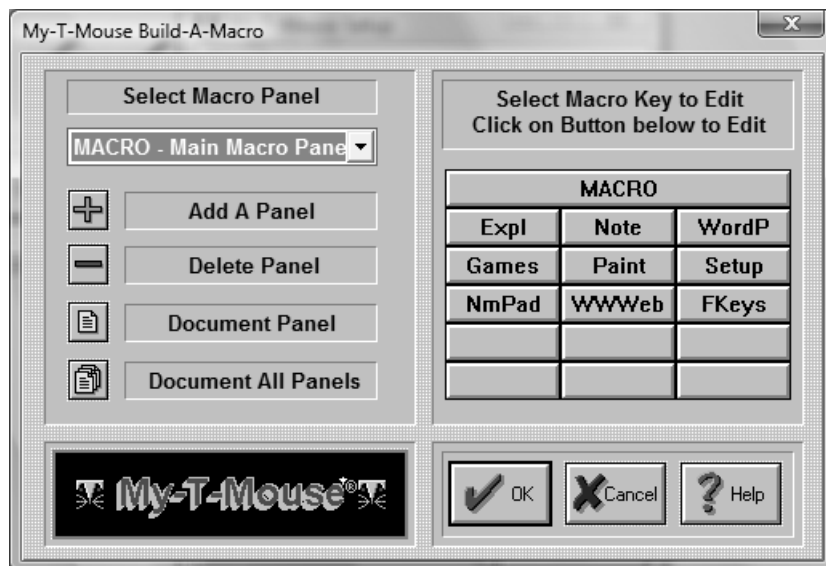 My-T-Mouse Build-A-Macro
Select Macro Panel
MACRO - Main Macro Pane
Add A Panel
Delete Panel
Document Panel
Document All Panels
Select Macro Key to Edit
Click on Button below to Edit
MACRO
Expl Note WordP
Games Paint Setup
NmPad WWWeb FKeys
My-T-Mouse®
OK Cancel Help